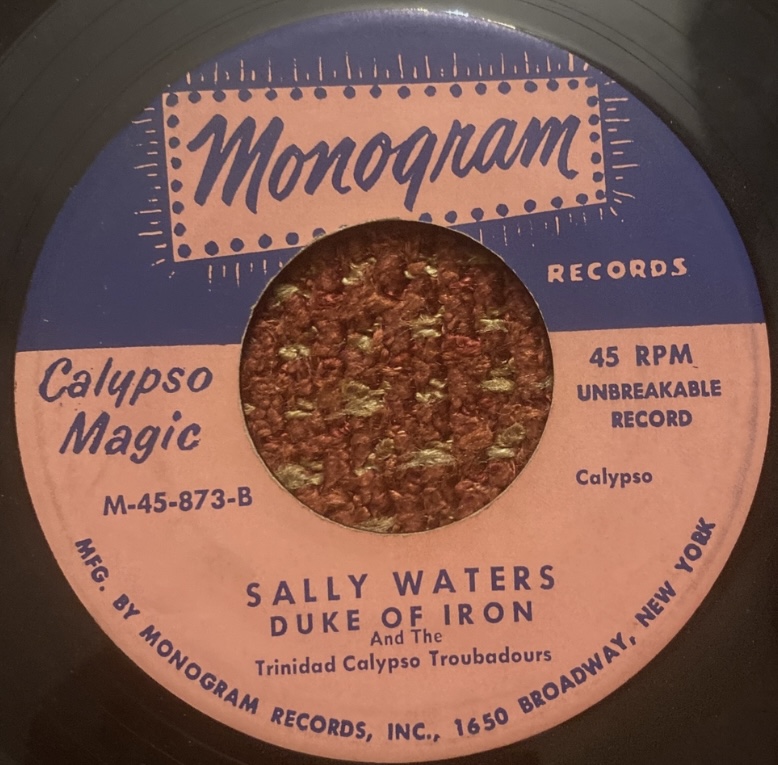 Monogram
RECORDS
Calypso
Magic
M-45-873-B
45 RPM
UNBREAKABLE
RECORD
Calypso
SALLY WATERS
DUKE OF IRON
And The
Trinidad Calypso Troubadours
MFG. BY MONOGRAM RECORDS, INC., 1650 BROADWAY, NEW YORK